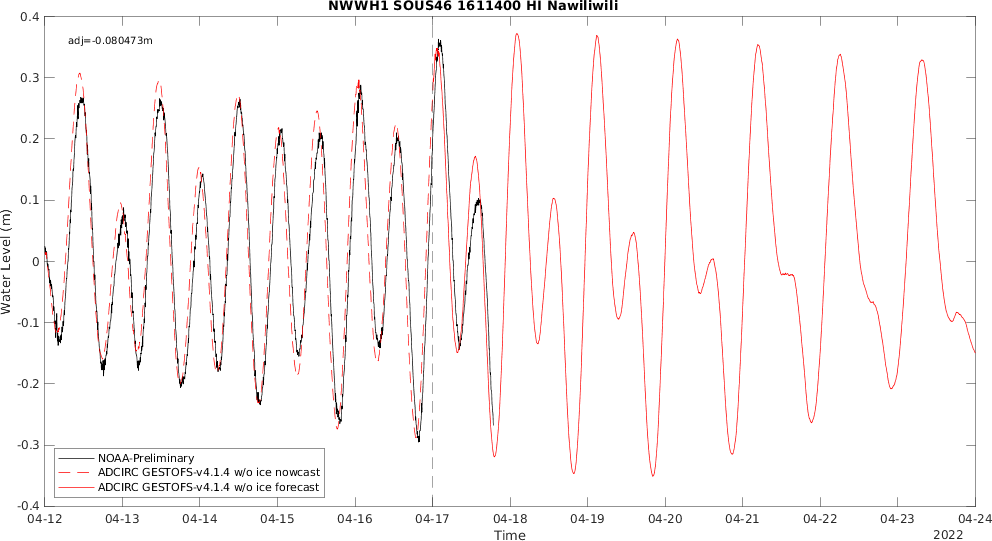 NWWH1 SOUS46 1611400 HI Nawiliwili
adj=-0.080473m
0.4
0.3
0.2
0.1
0
-0.1
-0.2
-0.3
-0.4
Water Level (m)
NOAA-Preliminary
ADCIRC GESTOFS-v4.1.4 w/o ice nowcast
ADCIRC GESTOFS-v4.1.4 w/o ice forecast
04-12 04-13 04-14 04-15 04-16 04-17 04-18 04-19 04-20 04-21 04-22 04-23 04-24
Time
2022